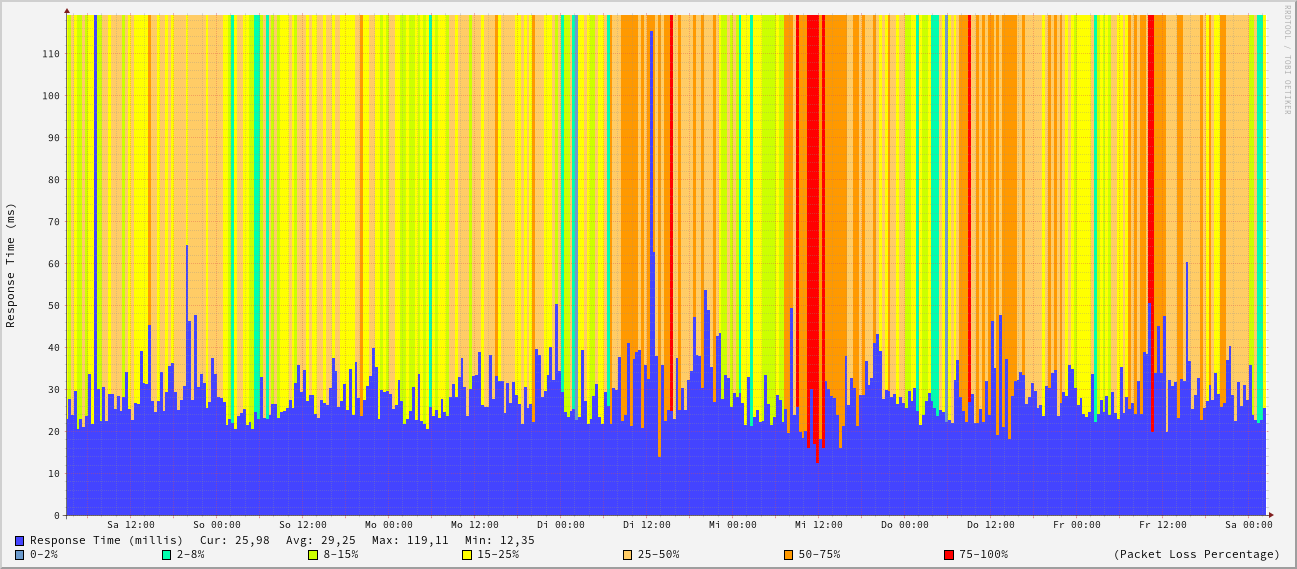 RRDTOOL / TOBI OETIKER
Response Time (ms)
110
100
90
80
70
60
50
40
30
20
10
0
Sa 12:00 So 00:00 So 12:00 Mo 00:00 Mo 12:00 Di 00:00 Di 12:00 Mi 00:00 Mi 12:00 Do 00:00 Do 12:00 Fr 00:00 Fr 12:00 Sa 00:00
Response Time (millis) Cur: 25,98 Avg: 29,25 Max: 119,11 Min: 12,35
0-2% 2-8% 8-15% 15-25% 25-50% 50-75% 75-100% (Packet Loss Percentage)